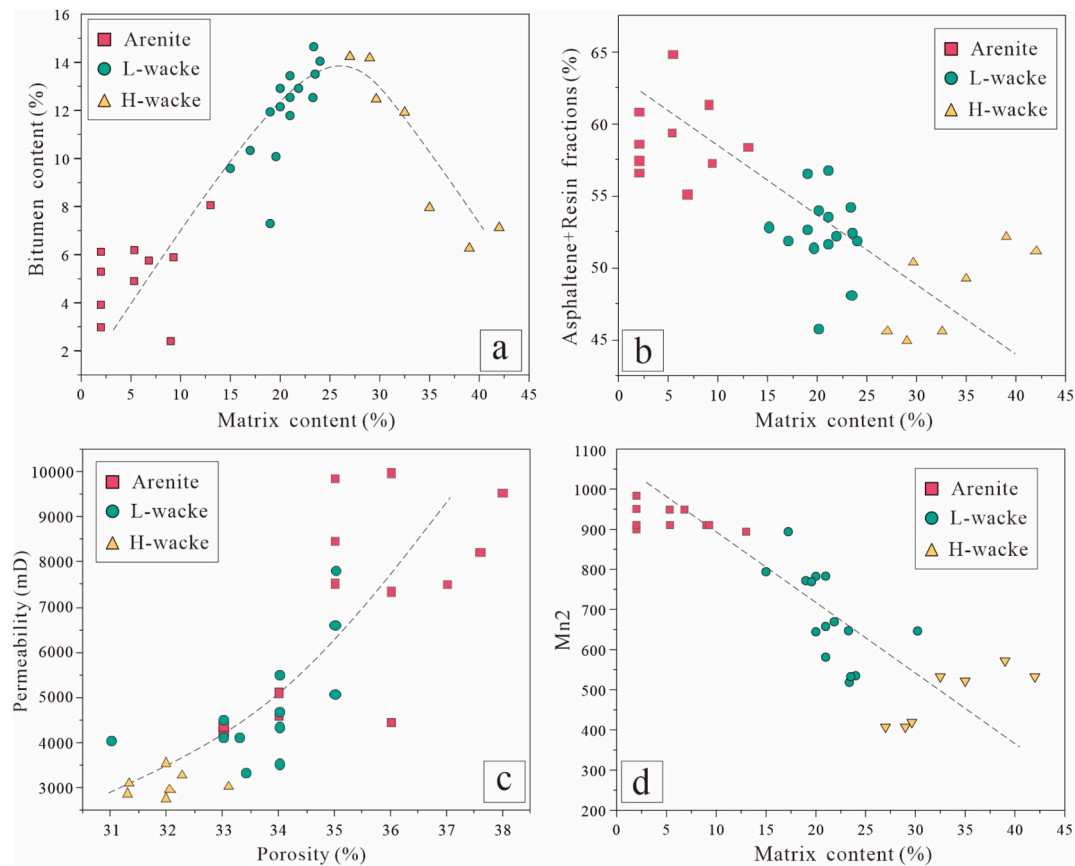 16
14
12
10
8
6
4
2
Bitumen content (%)
Arenite
L-wacke
H-wacke
a
0 5 10 15 20 25 30 35 40 45
Matrix content (%)
65
60
55
50
45
Asphaltene+Resin fractions (%)
Arenite
L-wacke
H-wacke
b
0 5 10 15 20 25 30 35 40 45
Matrix content (%)
10000
9000
8000
7000
6000
5000
4000
3000
Permeability (mD)
Arenite
L-wacke
H-wacke
c
31 32 33 34 35 36 37 38
Porosity (%)
1100
1000
900
800
700
600
500
400
300
200
Mn2
Arenite
L-wacke
H-wacke
d
0 5 10 15 20 25 30 35 40 45
Matrix content (%)